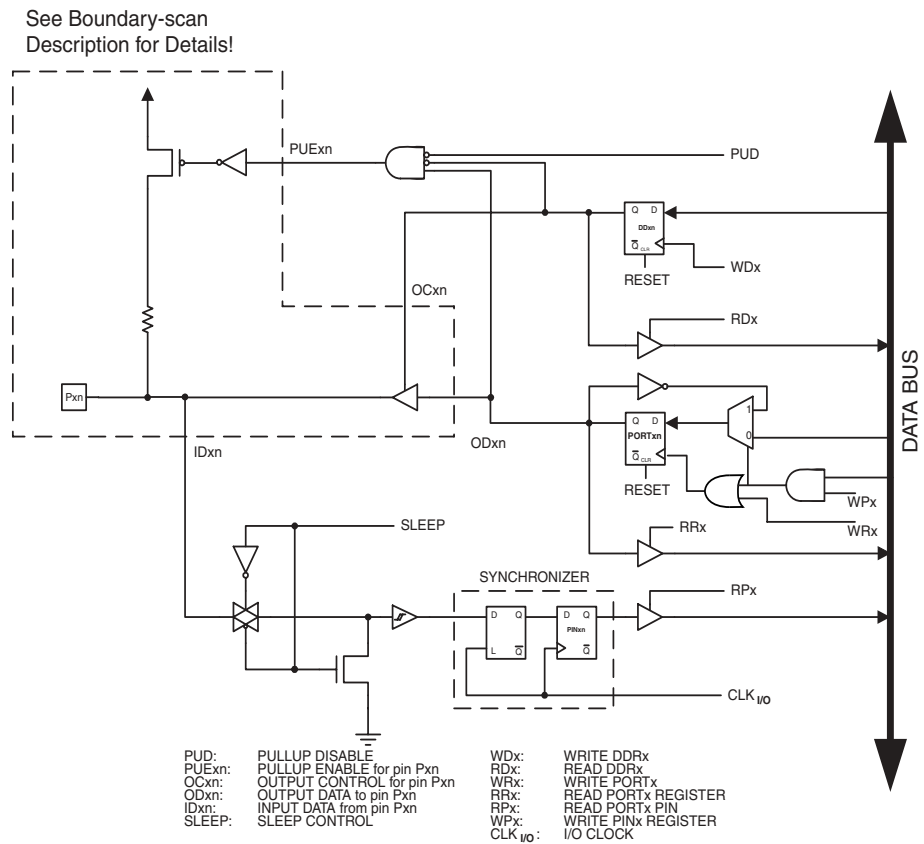 See Boundary-scan
Description for Details!
PUExn
PUD
Q D
DDxn
Q CLR
RESET
WDx
OCxn
RDx
Pxn
ODxn
IDxn
1
0
Q D
PORTxn
Q CLR
RESET
WPx
WRx
RRx
SLEEP
SYNCHRONIZER
RPx
D Q
L Q
D Q
PINxn
Q
CLK I/O
DATA BUS
PUD: PULLUP DISABLE
PUExn: PULLUP ENABLE for pin Pxn
OCxn: OUTPUT CONTROL for pin Pxn
ODxn: OUTPUT DATA to pin Pxn
IDxn: INPUT DATA from pin Pxn
SLEEP: SLEEP CONTROL
WDx: WRITE DDRx
RDx: READ DDRx
WRx: WRITE PORTx
RRx: READ PORTx REGISTER
RPx: READ PORTx PIN
WPx: WRITE PINx REGISTER
CLK I/O: I/O CLOCK